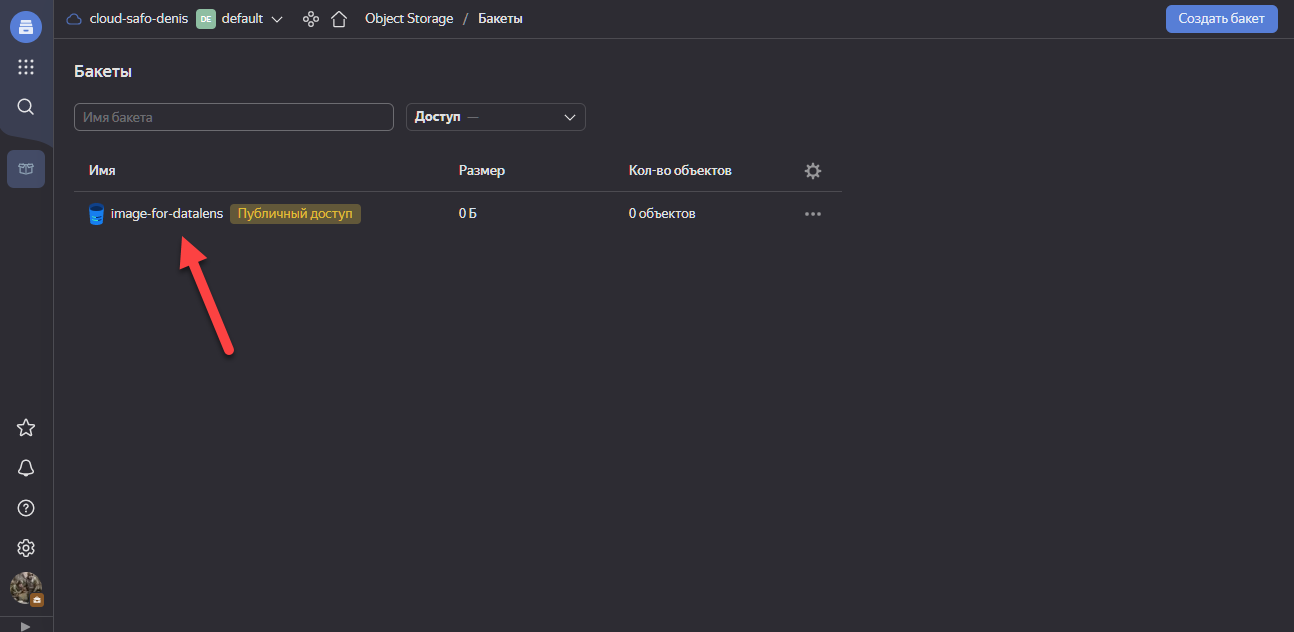 cloud-safo-denis DE default Object Storage / Бакеты Создать бакет
Бакеты
Имя бакета Доступ —
Имя Размер Кол-во объектов
image-for-datalens Публичный доступ 0 Б 0 объектов